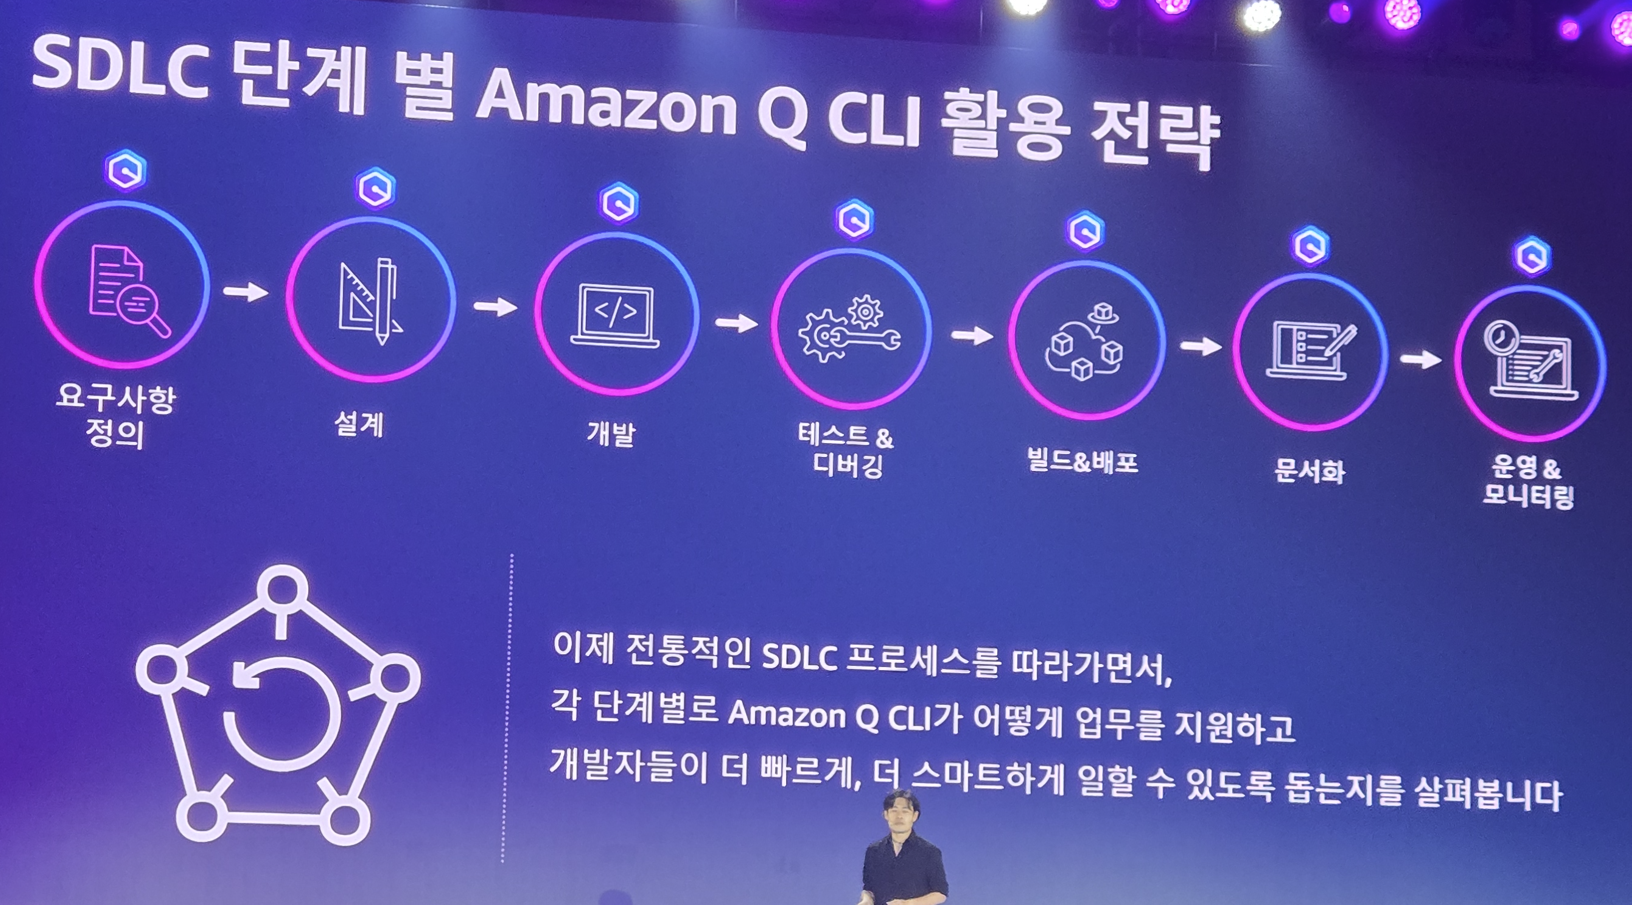 SDLC 단계 별 Amazon Q CLI 활용 전략
요구사항
정의
설계
개발
테스트 &
디버깅
빌드&배포
문서화
운영 &
모니터링
이제 전통적인 SDLC 프로세스를 따라가면서,
각 단계별로 Amazon Q CLI가 어떻게 업무를 지원하고
개발자들이 더 빠르게, 더 스마트하게 일할 수 있도록 돕는지를 살펴봅니다